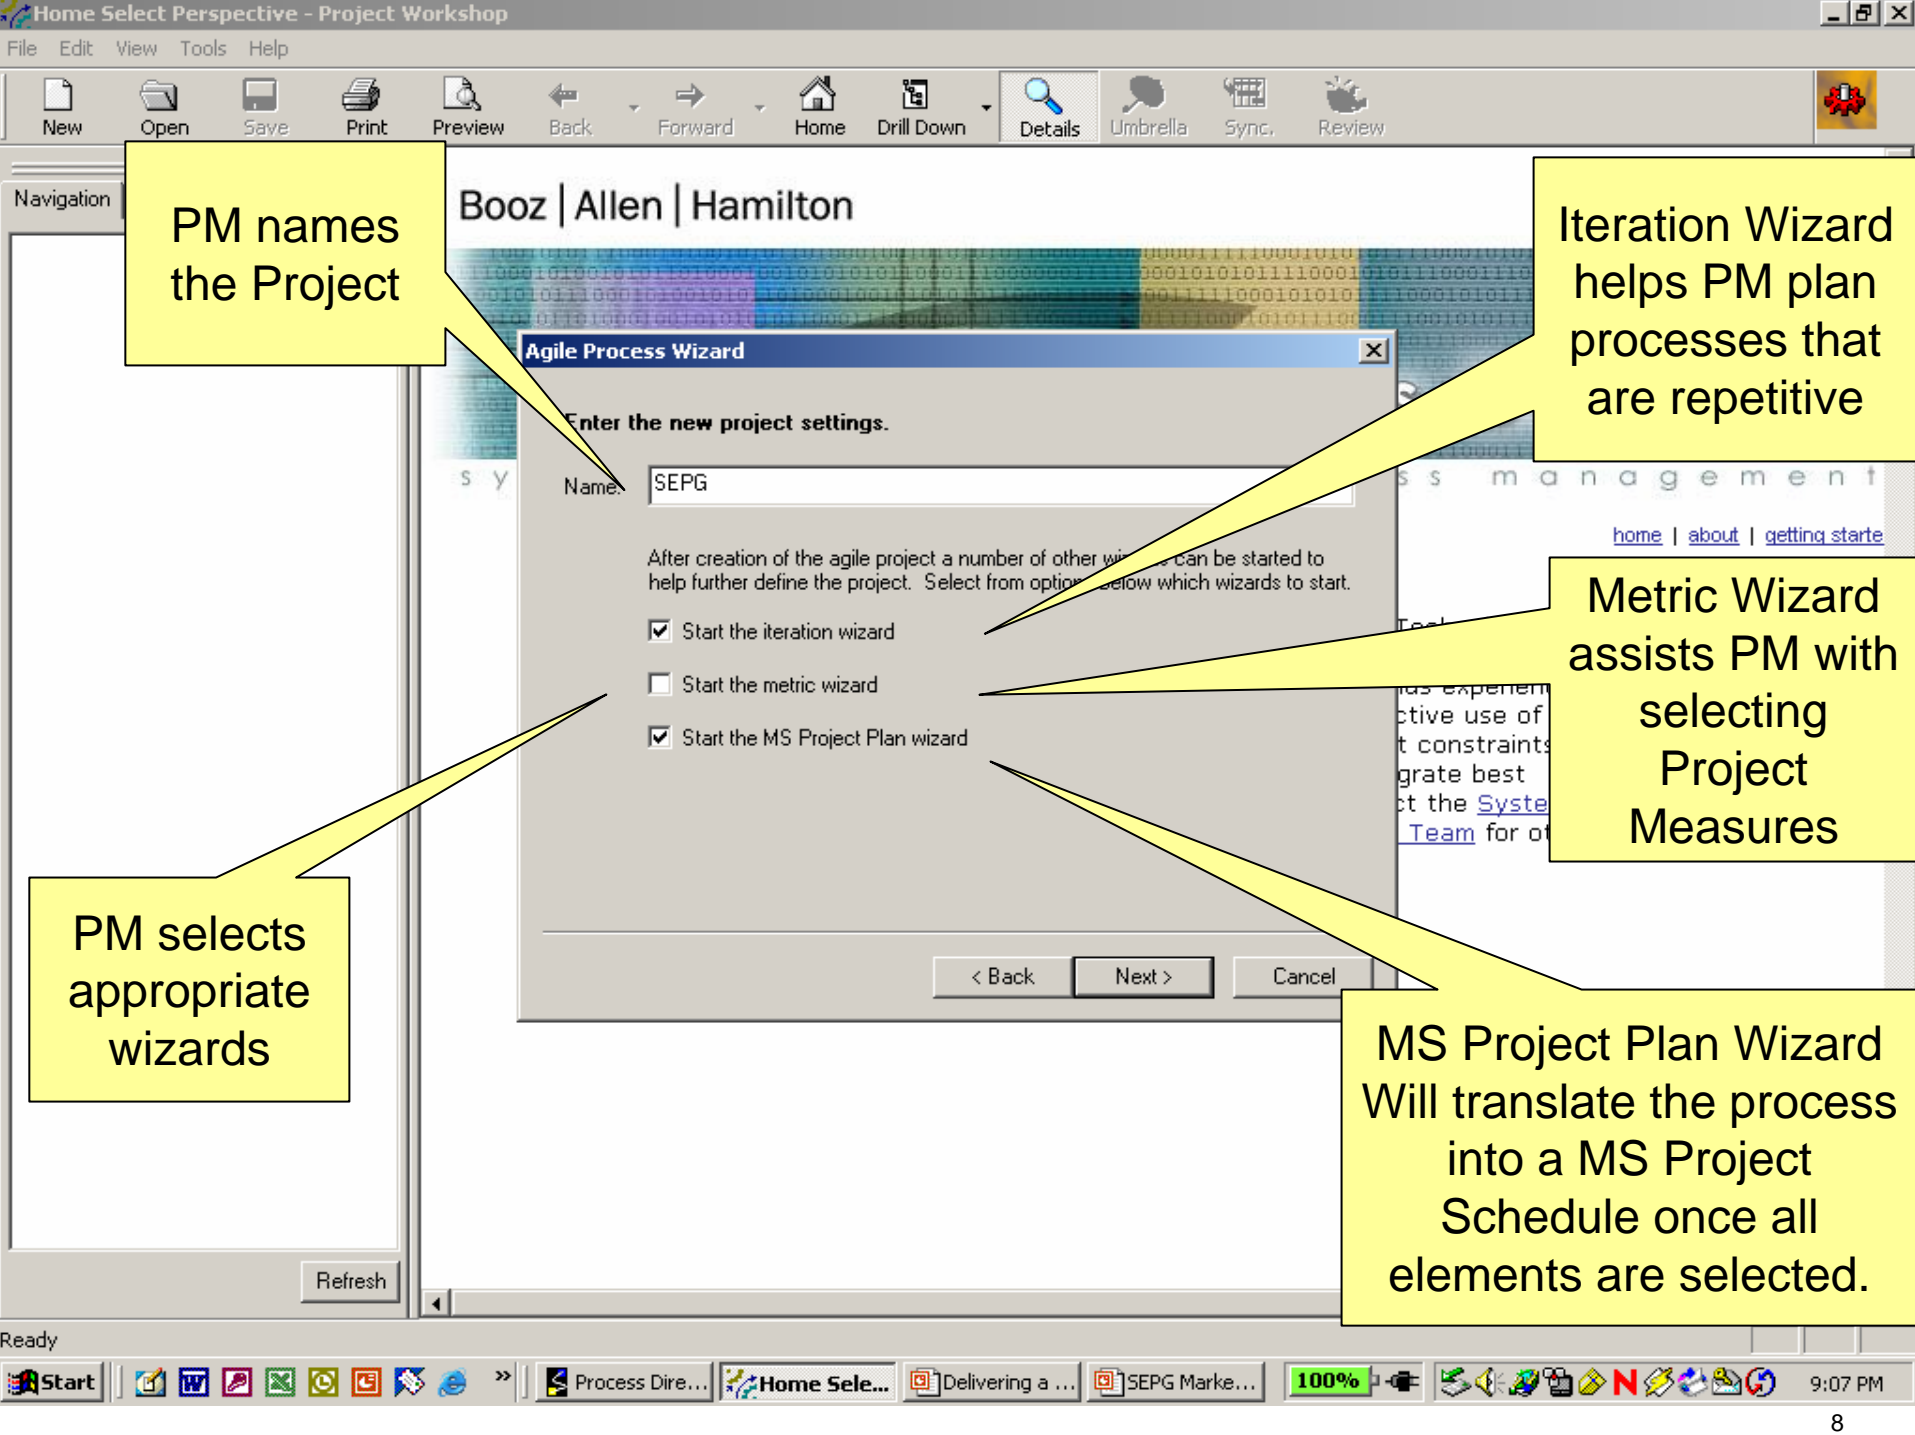 Home Select Perspective - Project Workshop
File Edit View Tools Help
New Open Save Print Preview Back Forward Home Drill Down Details Umbrella Sync. Review
Navigation
PM names
the Project
Booz | Allen | Hamilton
Iteration Wizard
helps PM plan
processes that
are repetitive
Agile Process Wizard
Enter the new project settings.
Name: SEPG
s y
s s m a n a g e m e n t
home | about | getting starte
After creation of the agile project a number of other can be started to
help further define the project. Select from option below which wizards to start.
Start the iteration wizard
Start the metric wizard
Start the MS Project Plan wizard
Metric Wizard
assists PM with
selecting
Project
Measures
ctive use of
t constraints
grate best
ct the Syste
Team for ot
PM selects
appropriate
wizards
< Back Next > Cancel
MS Project Plan Wizard
Will translate the process
into a MS Project
Schedule once all
elements are selected.
Refresh
Ready
Start Process Dire... Home Sele... Delivering a ... SEPG Marke... 100% 9:07 PM
8